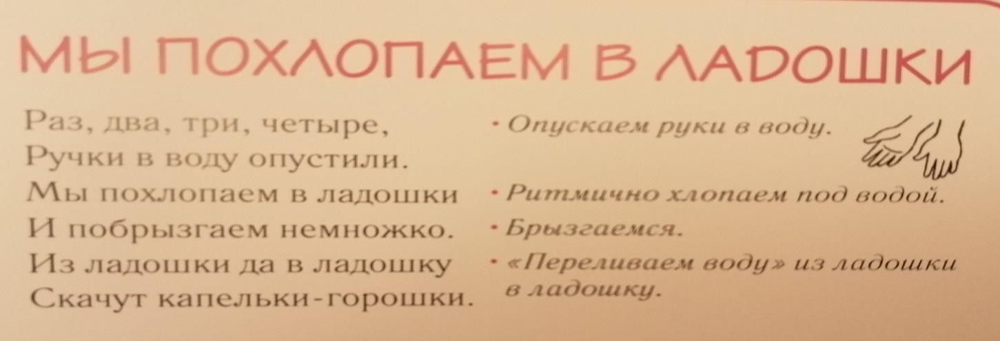 МЫ ПОХЛОПАЕМ В ЛАДОШКИ
Раз, два, три, четыре,
Ручки в воду опустили.
Мы похлопаем в ладошки
И побрызгаем немножко.
Из ладошки да в ладошку
Скачут капельки-горошки.
• Опускаем руки в воду.
• Ритмично хлопаем под водой.
• Брызгаемся.
• «Переливаем воду» из ладошки
в ладошку.